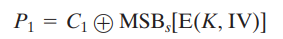 P₁ = C₁ ⊕ MSBₛ[E(K, IV)]